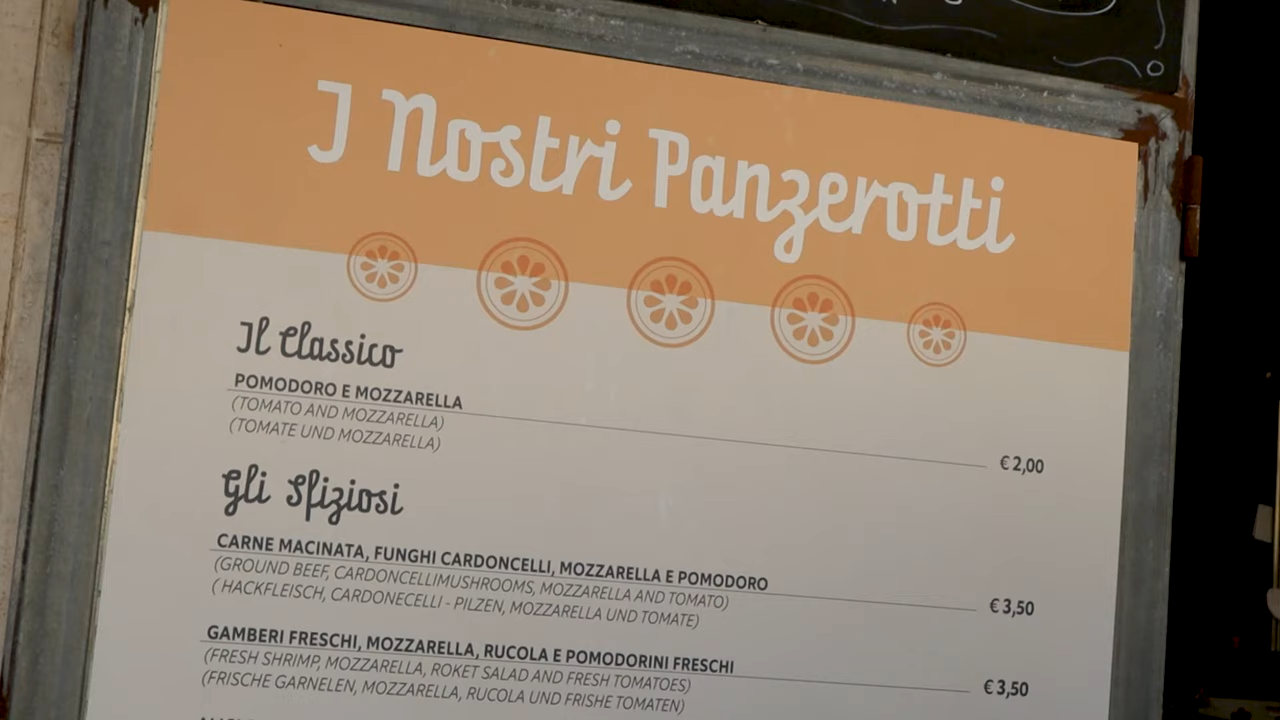 I Nostri Panzerotti
Il Classico
POMODORO E MOZZARELLA
(TOMATO AND MOZZARELLA)
(TOMATE UND MOZZARELLA)
€ 2,00
Gli Sfiziosi
CARNE MACINATA, FUNGHI CARDONCELLI, MOZZARELLA E POMODORO
(GROUND BEEF, CARDONCELLIMUSHROOMS, MOZZARELLA AND TOMATO)
( HACKFLEISCH, CARDONECELLI - PILZEN, MOZZARELLA UND TOMATE)
€ 3,50
GAMBERI FRESCHI, MOZZARELLA, RUCOLA E POMODORINI FRESCHI
(FRESH SHRIMP, MOZZARELLA, ROKET SALAD AND FRESH TOMATOES)
(FRISCHE GARNELEN, MOZZARELLA, RUCOLA UND FRISHE TOMATEN)
€ 3,50